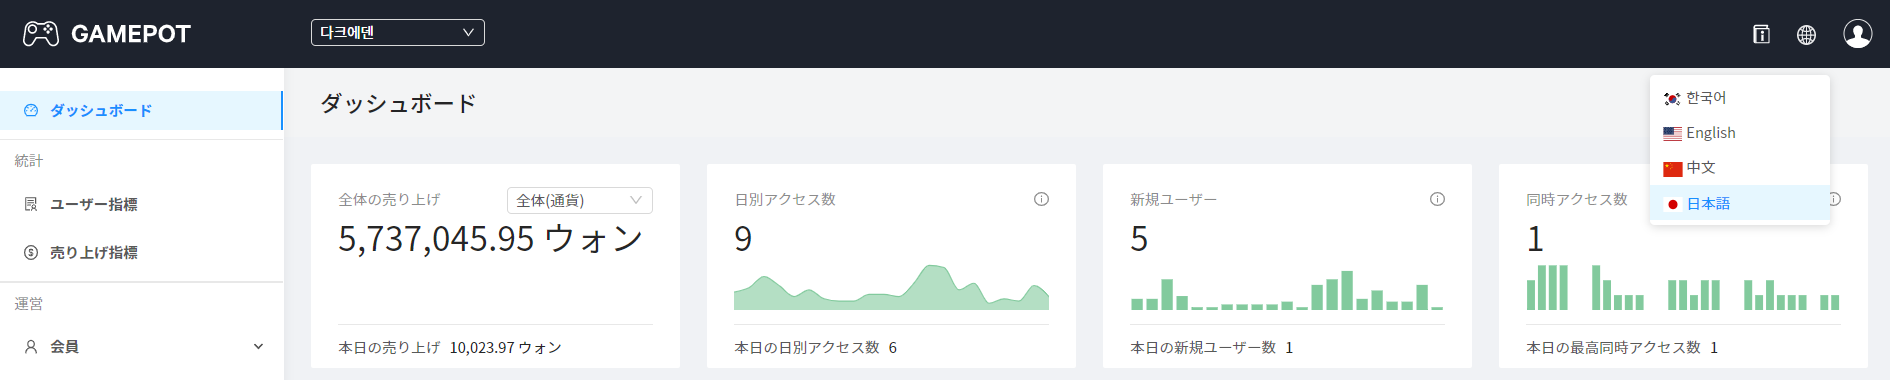 GAMEPOT
다크에덴
한국어
English
中文
日本語
ダッシュボード
統計
ユーザー指標
売り上げ指標
運営
会員
ダッシュボード
全体の売り上げ
全体(通貨)
5,737,045.95 ウォン
本日の売り上げ 10,023.97 ウォン
日別アクセス数
9
本日の日別アクセス数 6
新規ユーザー
5
本日の新規ユーザー数 1
同時アクセス数
1
本日の最高同時アクセス数 1